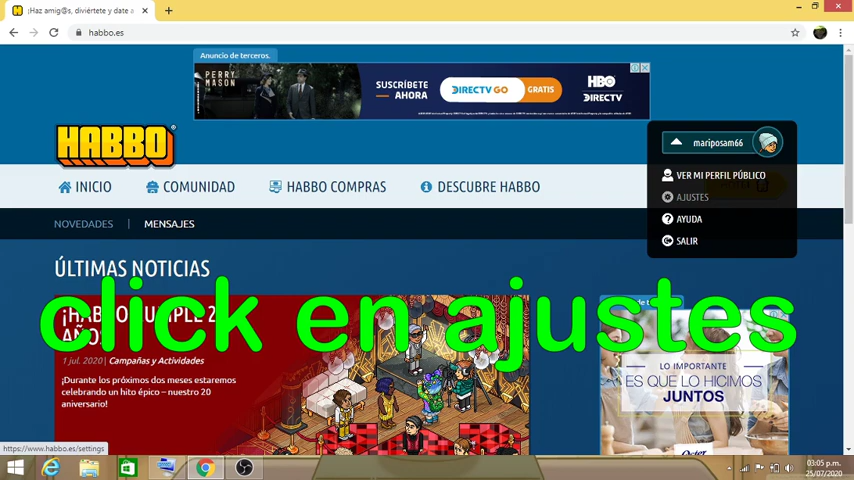 ¡Haz amig@s, diviértete y date a
habbo.es
Anuncio de terceros.
PERRY
MASON
SUSCRÍBETE
AHORA
DIRECTV GO
GRATIS
HBO
DIRECTV
HABBO
mariposam66
VER MI PERFIL PÚBLICO
AJUSTES
AYUDA
SALIR
INICIO
COMUNIDAD
HABBO COMPRAS
DESCUBRE HABBO
NOVEDADES | MENSAJES
ÚLTIMAS NOTICIAS
click en ajustes
1 jul. 2020 | Campañas y Actividades
¡Durante los próximos dos meses estaremos
celebrando un hito épico – nuestro 20
aniversario!
LO IMPORTANTE
ES QUE LO HICIMOS
JUNTOS
Oster
https://www.habbo.es/settings
03:05 p.m.
25/07/2020